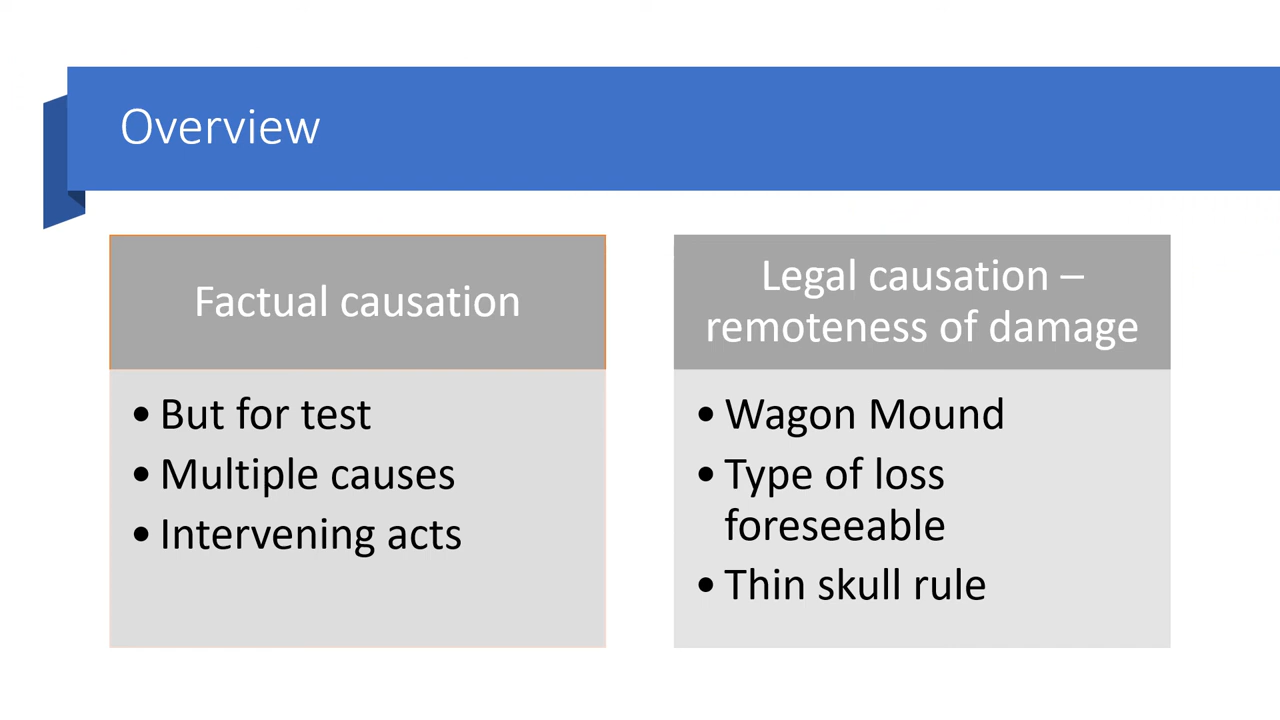 Overview
Factual causation
• But for test
• Multiple causes
• Intervening acts
Legal causation –
remoteness of damage
• Wagon Mound
• Type of loss
foreseeable
• Thin skull rule